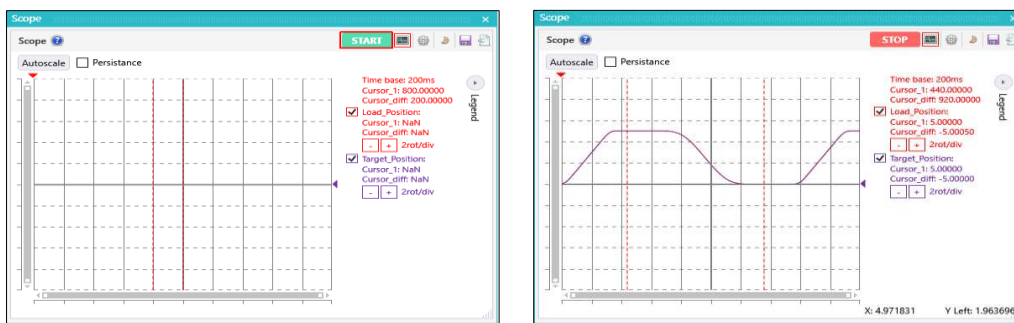 Scope
Scope
START
Autoscale
Persistance
Time base: 200ms
Cursor_1: 800.00000
Cursor_diff: 200.00000
Load_Position:
Cursor_1: NaN
Cursor_diff: NaN
- + 2rot/div
Target_Position:
Cursor_1: NaN
Cursor_diff: NaN
- + 2rot/div
Legend
Scope
Scope
STOP
Autoscale
Persistance
Time base: 200ms
Cursor_1: 440.00000
Cursor_diff: 920.00000
Load_Position:
Cursor_1: 5.00000
Cursor_diff: -5.00050
- + 2rot/div
Target_Position:
Cursor_1: 5.00000
Cursor_diff: -5.00000
- + 2rot/div
Legend
X: 4.971831 Y Left: 1.963696